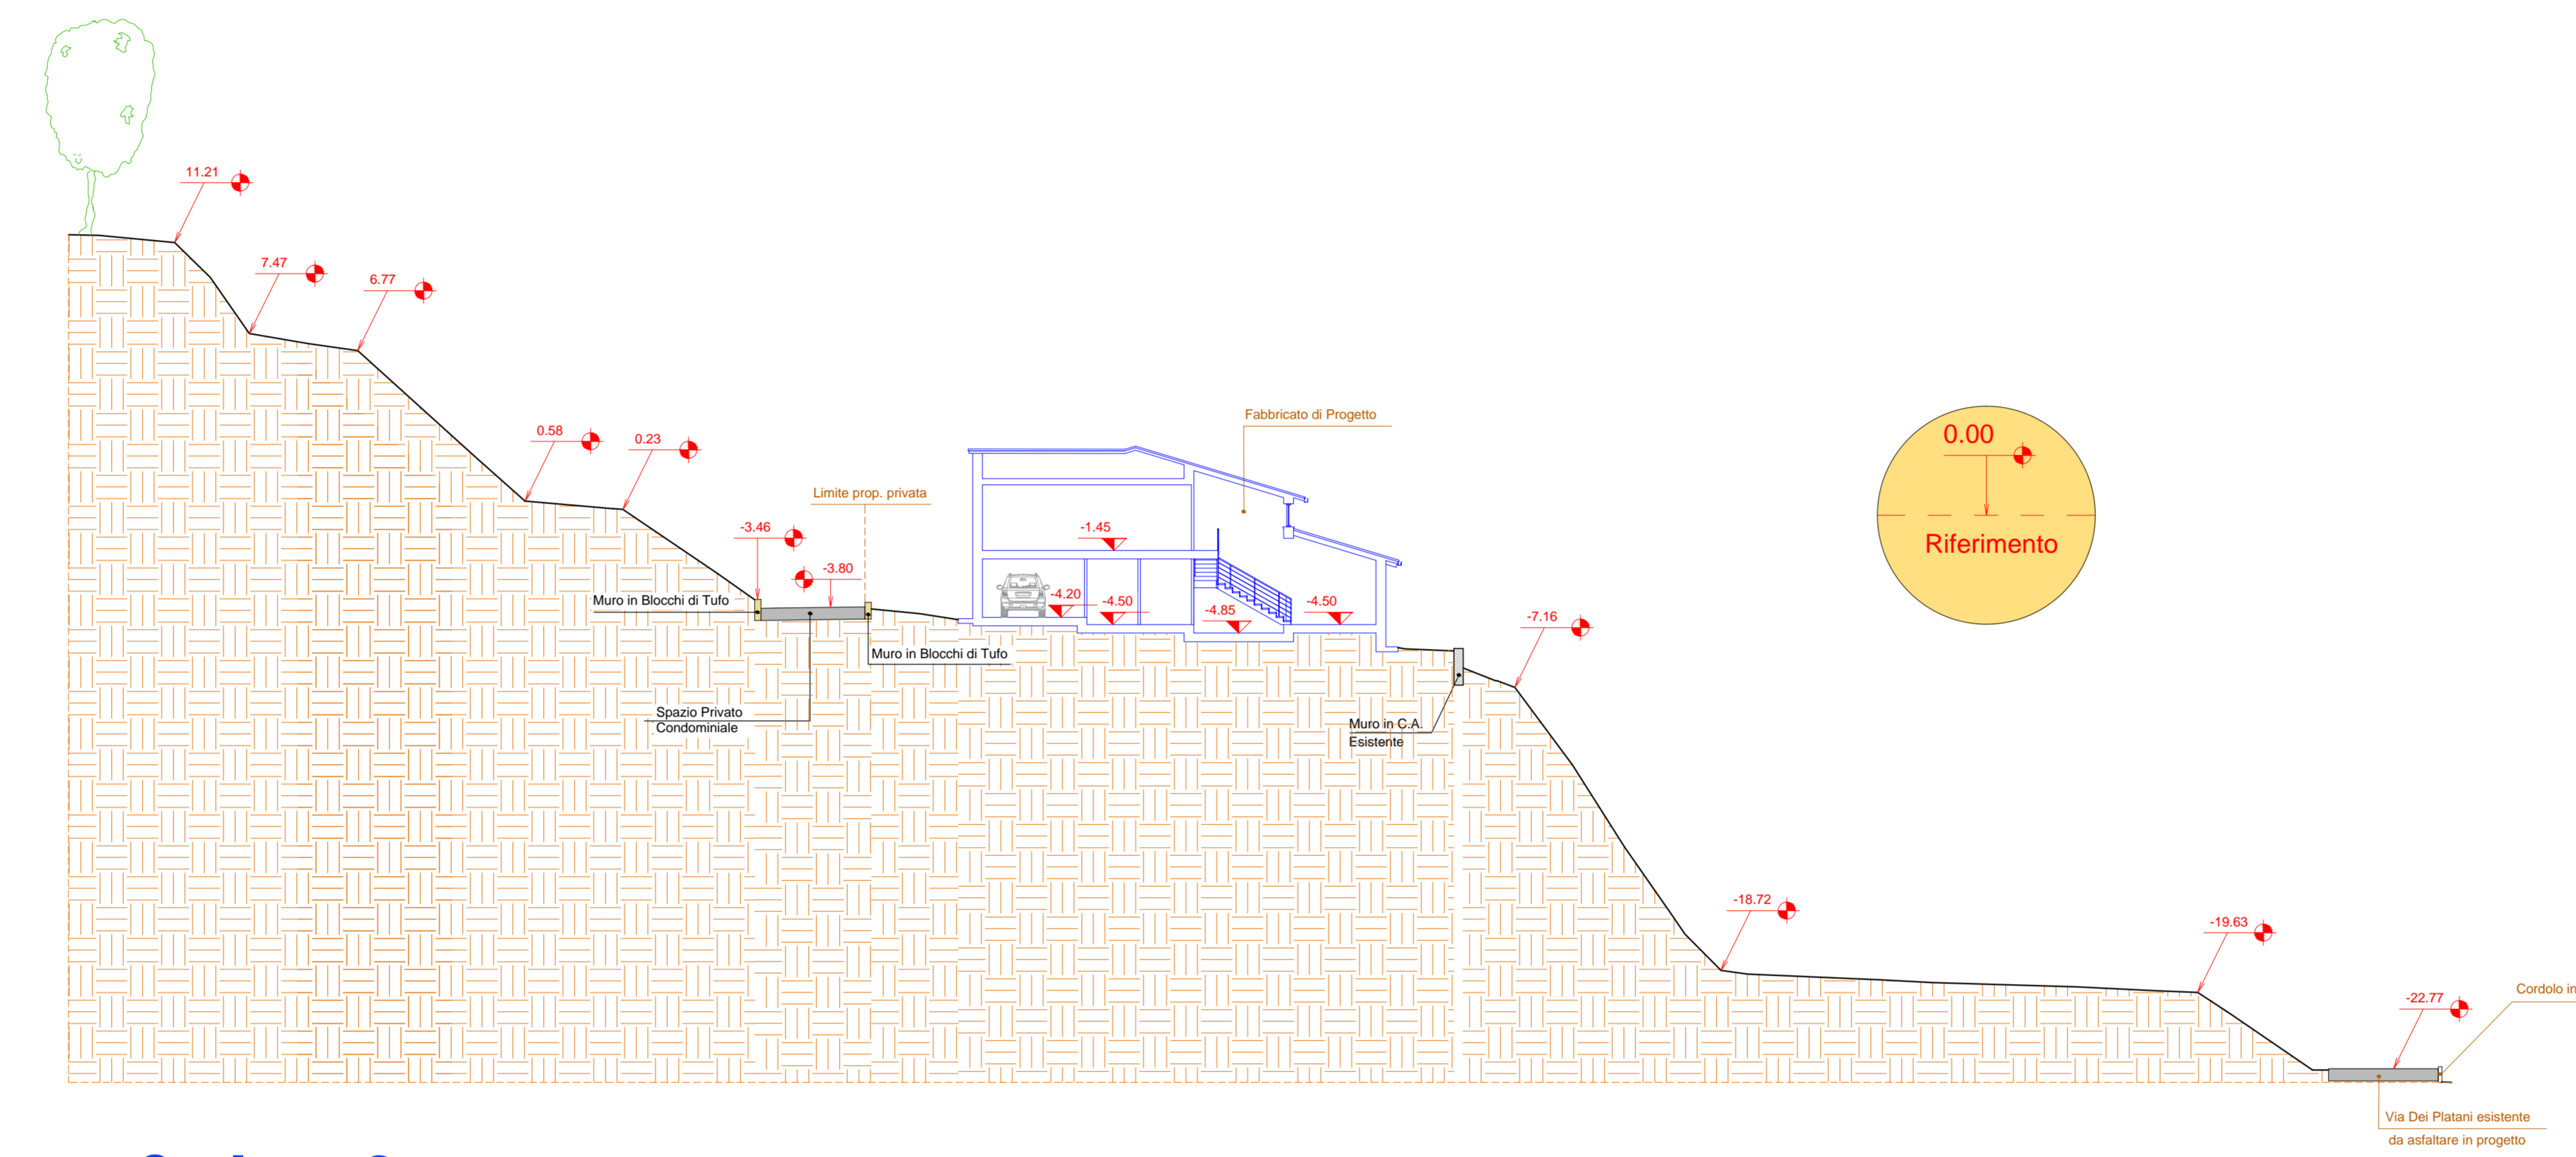 11.21
7.47
6.77
0.58
0.23
-3.46
-3.80
Limite prop. privata
Fabbricato di Progetto
0.00
Riferimento
-1.45
-4.20
-4.50
-4.85
-4.50
Muro in Blocchi di Tufo
Muro in Blocchi di Tufo
Spazio Privato
Condominiale
Muro in C.A.
Esistente
-7.16
-18.72
-19.63
-22.77
Cordolo in
Via Dei Platani esistente
da asfaltare in progetto